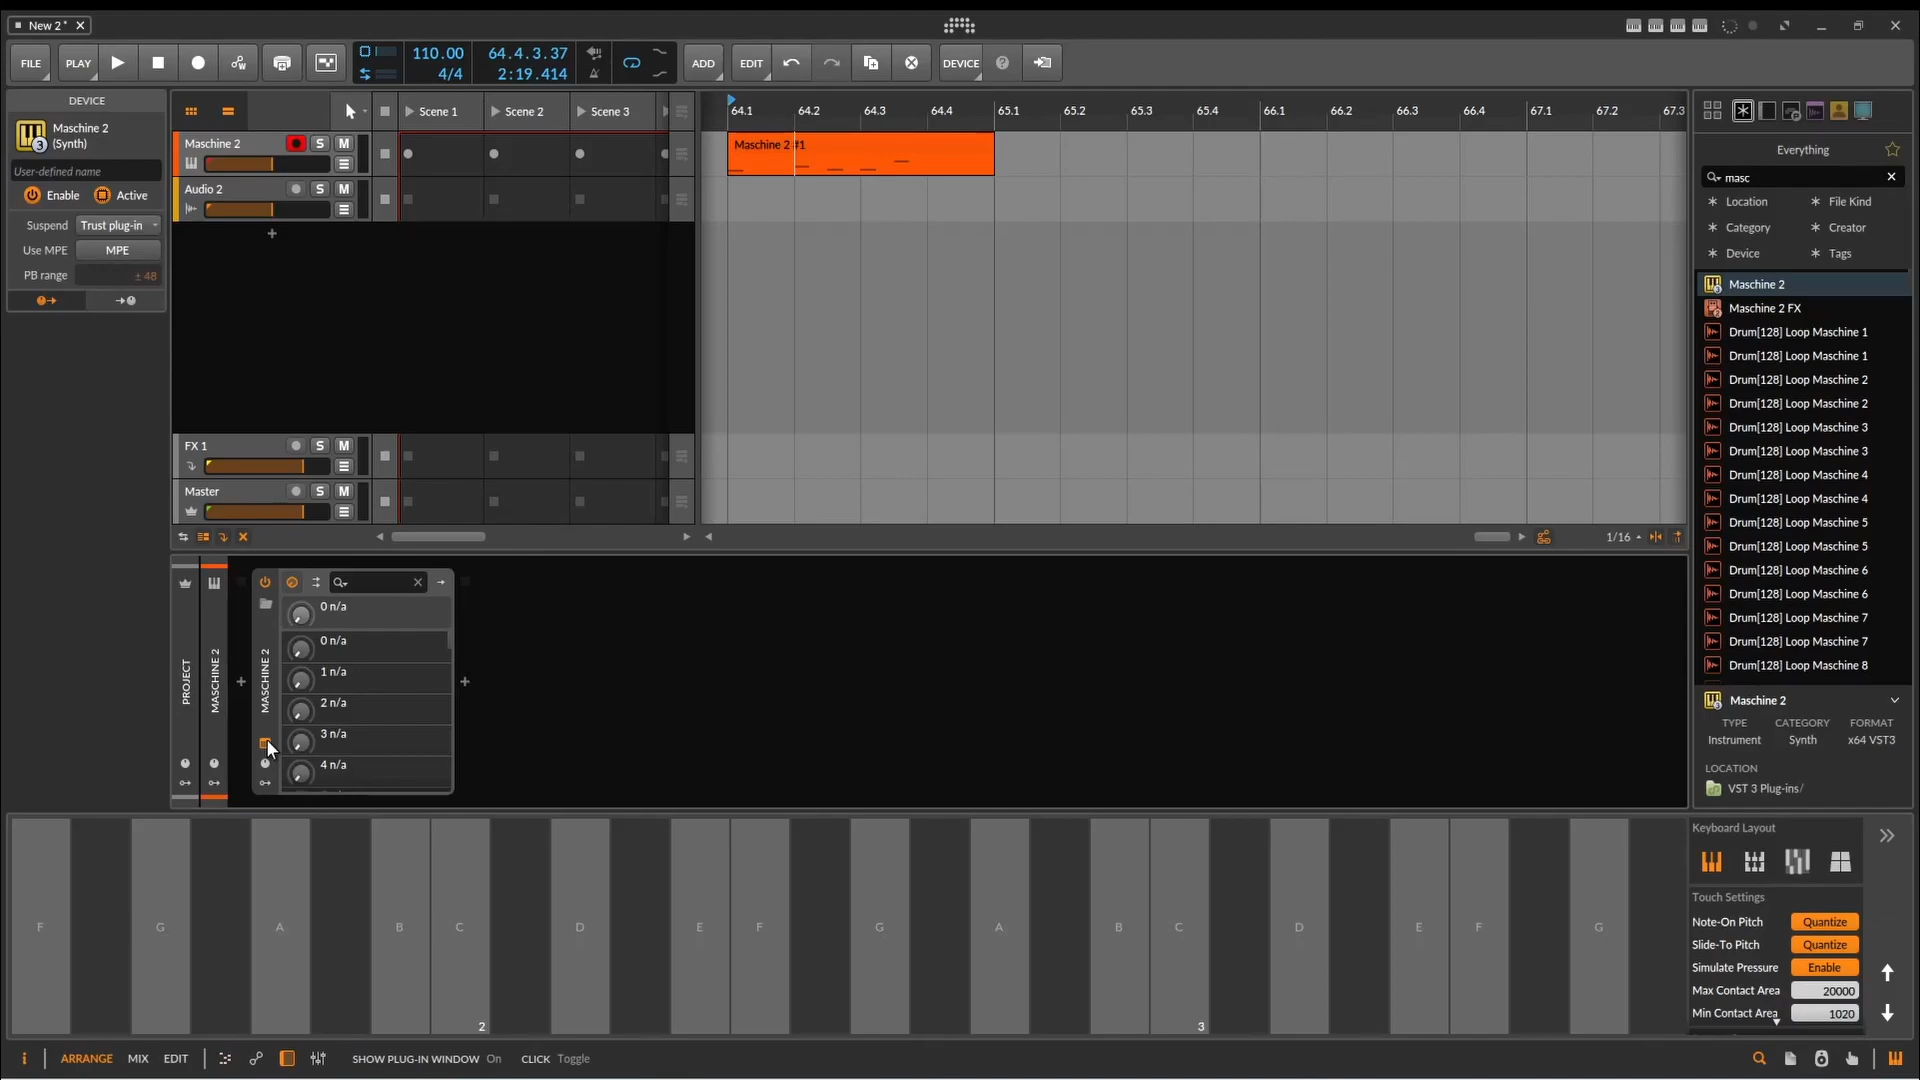 New 2*
FILE
PLAY
110.00
4/4
64.4.3.37
2:19.414
ADD
EDIT
DEVICE
DEVICE
Maschine 2
(Synth)
User-defined name
Enable
Active
Suspend
Trust plug-in
Use MPE
MPE
PB range
± 48
Scene 1
Scene 2
Scene 3
Maschine 2
S
M
Audio 2
S
M
FX 1
S
M
Master
S
M
64.1
64.2
64.3
64.4
65.1
65.2
65.3
65.4
66.1
66.2
66.3
66.4
67.1
67.2
67.3
Maschine 2 #1
1/16
Everything
masc
Location
File Kind
Category
Creator
Device
Tags
Maschine 2
Maschine 2 FX
Drum[128] Loop Maschine 1
Drum[128] Loop Maschine 1
Drum[128] Loop Maschine 2
Drum[128] Loop Maschine 2
Drum[128] Loop Maschine 3
Drum[128] Loop Maschine 3
Drum[128] Loop Maschine 4
Drum[128] Loop Maschine 4
Drum[128] Loop Maschine 5
Drum[128] Loop Maschine 5
Drum[128] Loop Maschine 6
Drum[128] Loop Maschine 6
Drum[128] Loop Maschine 7
Drum[128] Loop Maschine 7
Drum[128] Loop Maschine 8
Maschine 2
TYPE
CATEGORY
FORMAT
Instrument
Synth
x64 VST3
LOCATION
VST 3 Plug-ins/
PROJECT
MASCHINE 2
MASCHINE 2
0 n/a
0 n/a
1 n/a
2 n/a
3 n/a
4 n/a
F
G
A
B
C
D
E
F
G
A
B
C
D
E
F
G
2
3
Keyboard Layout
Touch Settings
Note-On Pitch
Quantize
Slide-To Pitch
Quantize
Simulate Pressure
Enable
Max Contact Area
20000
Min Contact Area
1020
i
ARRANGE
MIX
EDIT
SHOW PLUG-IN WINDOW On
CLICK Toggle